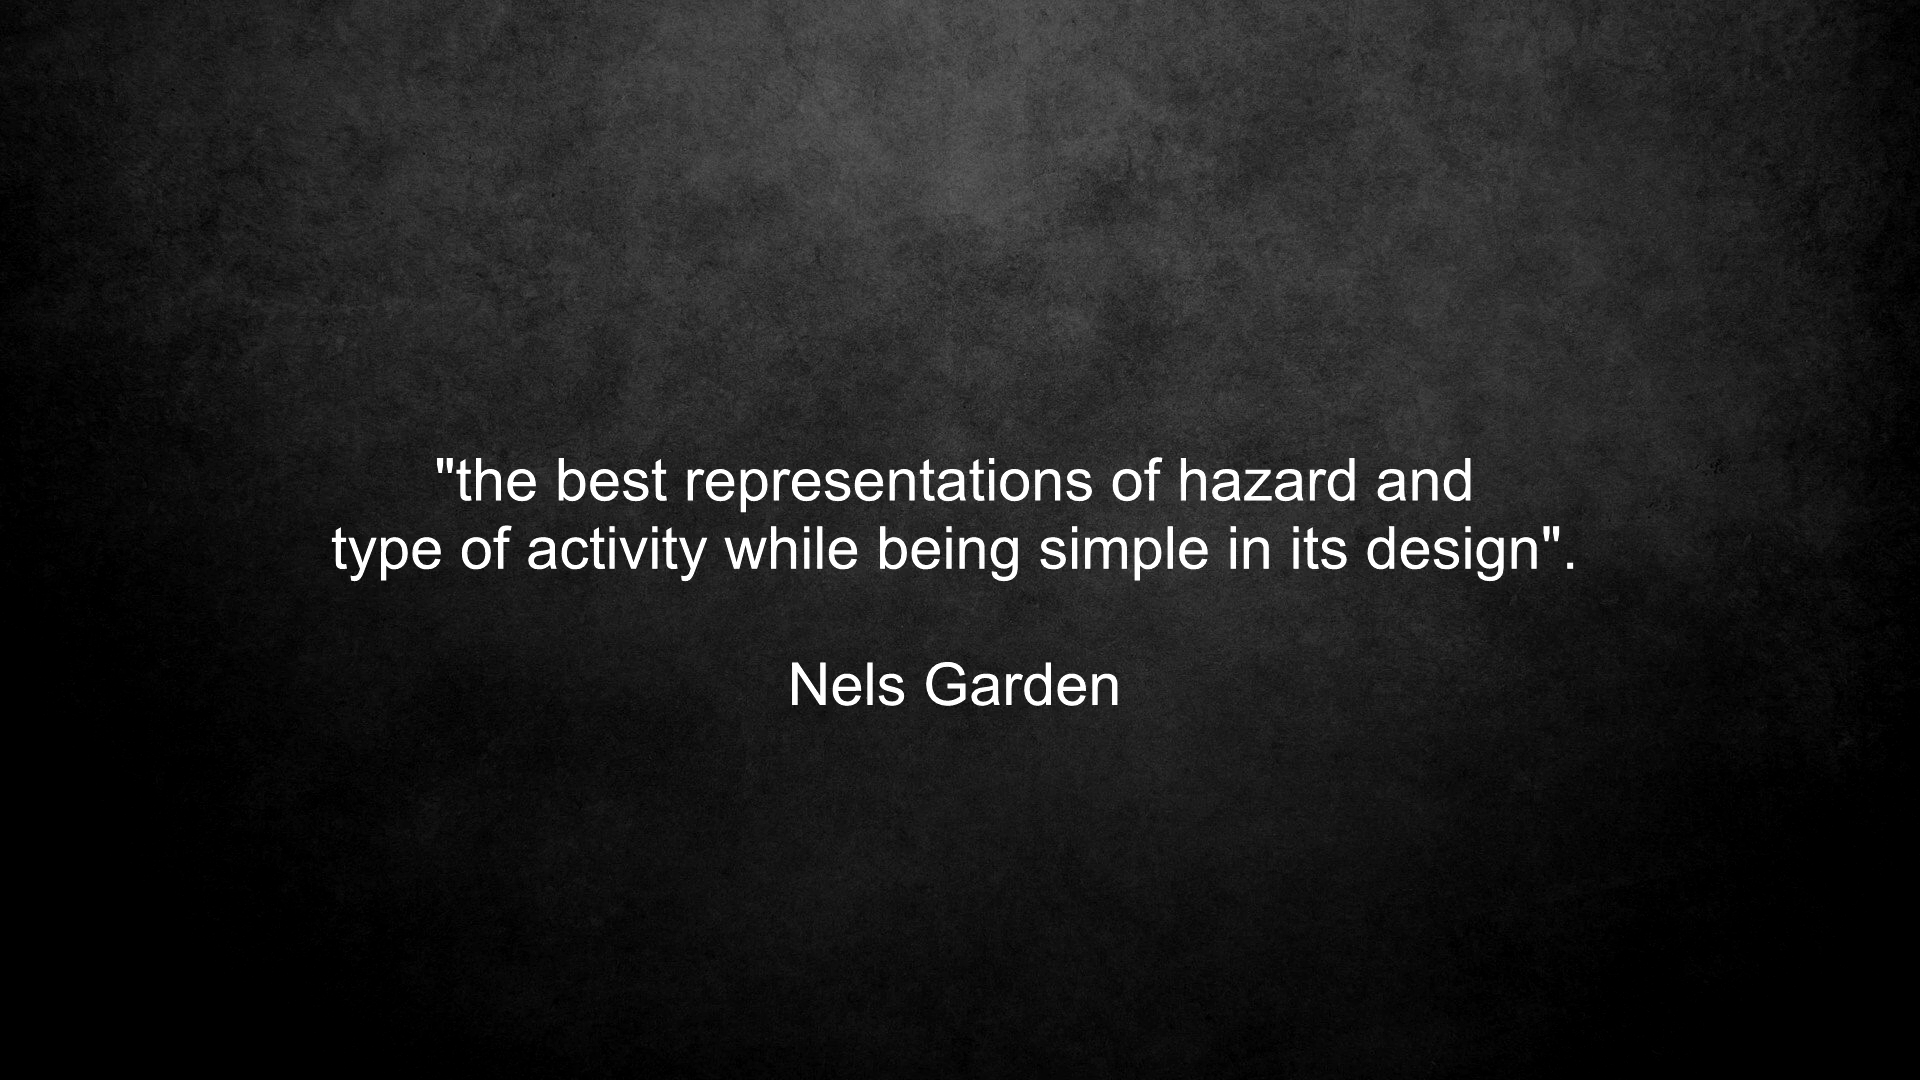 "the best representations of hazard and
type of activity while being simple in its design".
Nels Garden